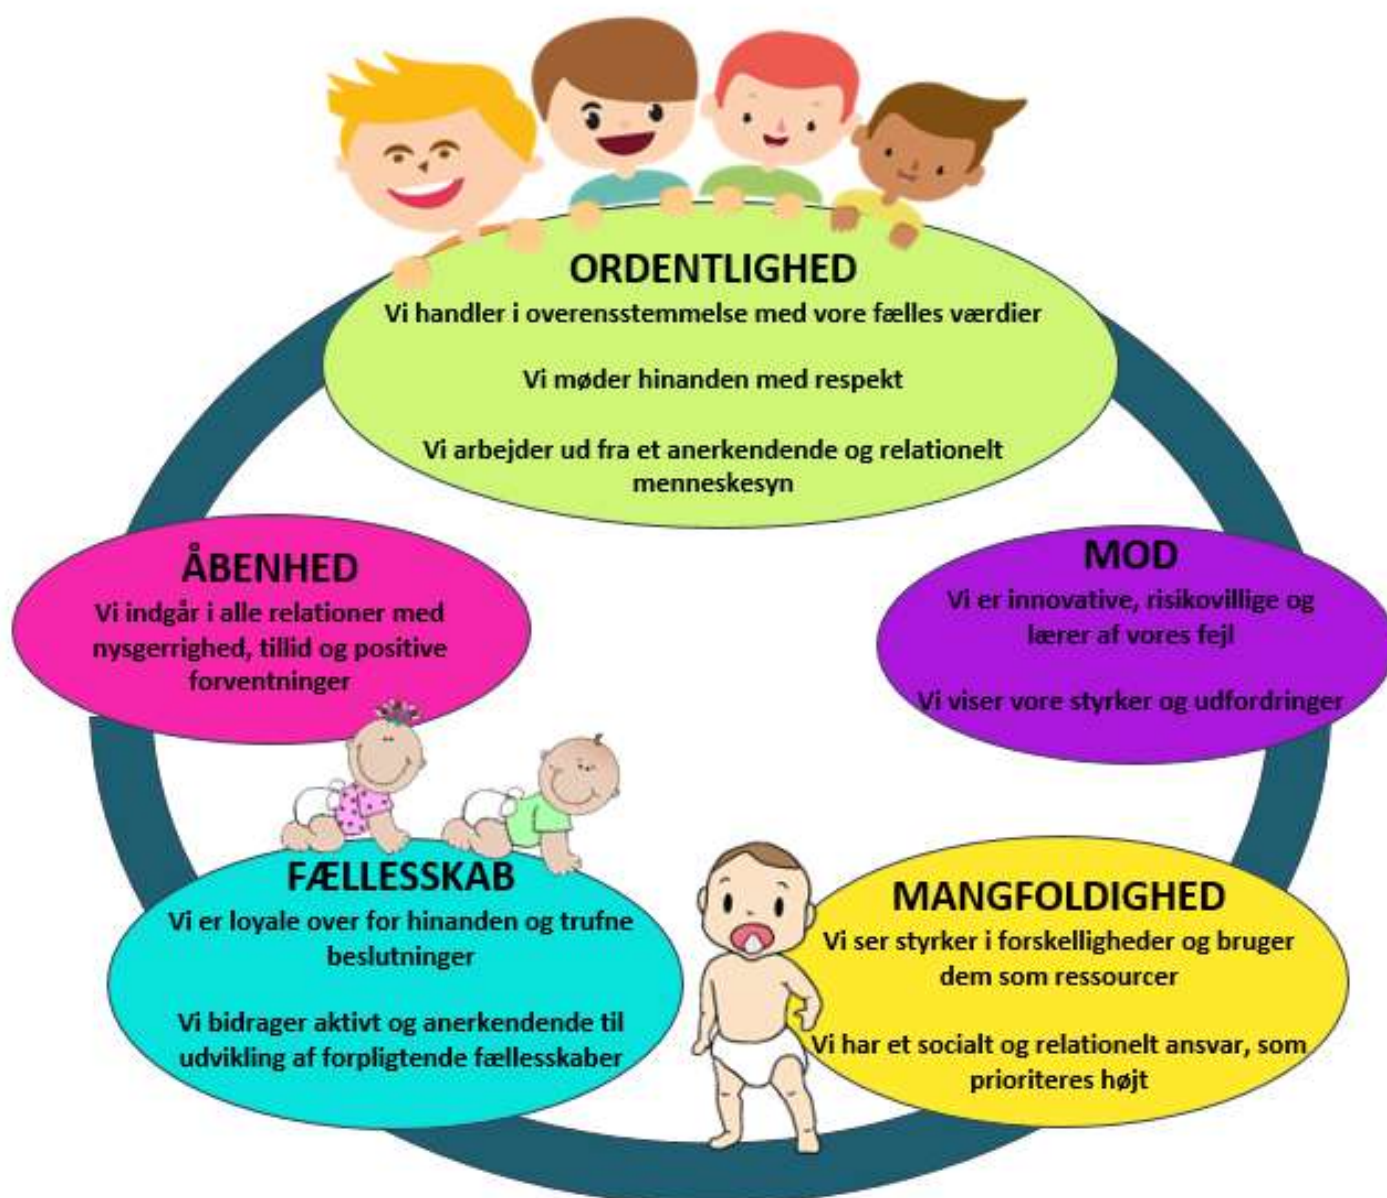 ORDENTLIGHED
Vi handler i overensstemmelse med vore fælles værdier
Vi møder hinanden med respekt
Vi arbejder ud fra et anerkendende og relationelt
menneskesyn
ÅBENHED
Vi indgår i alle relationer med
nysgerrighed, tillid og positive
forventninger
MOD
Vi er innovative, risikovillige og
lærer af vores fejl
Vi viser vore styrker og udfordringer
FÆLLESSKAB
Vi er loyale over for hinanden og trufne
beslutninger
Vi bidrager aktivt og anerkendende til
udvikling af forpligtende fællesskaber
MANGFOLDIGHED
Vi ser styrker i forskelligheder og bruger
dem som ressourcer
Vi har et socialt og relationelt ansvar, som
prioriteres højt